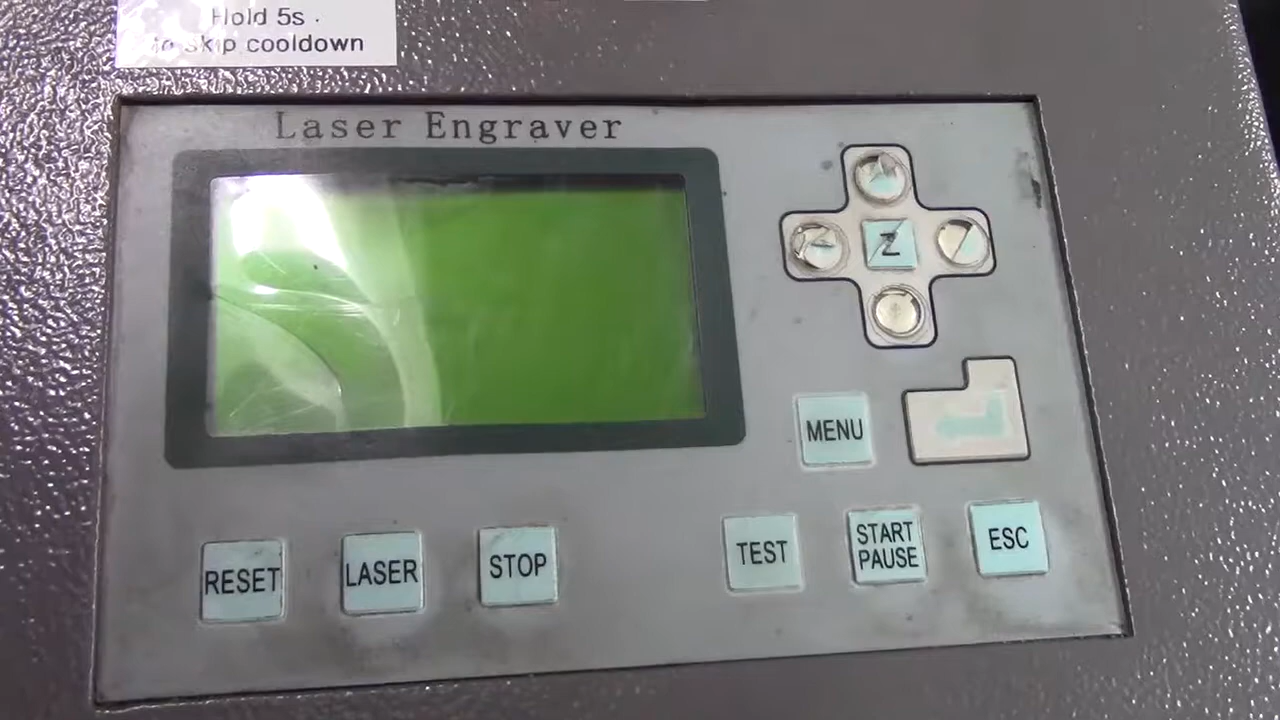 Hold 5s
to skip cooldown
Laser Engraver
Z
MENU
RESET
LASER
STOP
TEST
START
PAUSE
ESC